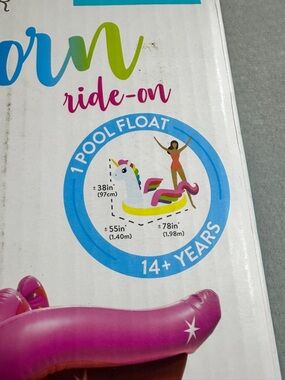 orn
ride-on
1 POOL FLOAT
± 38in*
(97cm)
± 55in*
(1.40m)
± 78in*
(1.98m)
14+ YEARS